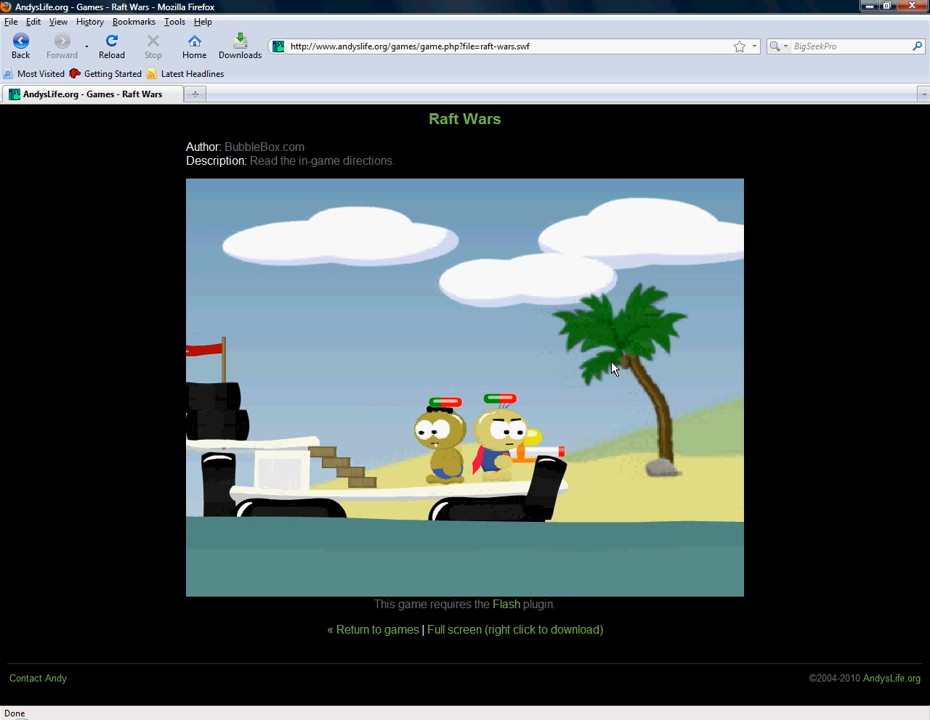 AndysLife.org - Games - Raft Wars - Mozilla Firefox
File Edit View History Bookmarks Tools Help
Back Forward Reload Stop Home Downloads
http://www.andyslife.org/games/game.php?file=raft-wars.swf
BigSeekPro
Most Visited Getting Started Latest Headlines
AndysLife.org - Games - Raft Wars
Raft Wars
Author: BubbleBox.com
Description: Read the in-game directions.
This game requires the Flash plugin.
« Return to games | Full screen (right click to download)
Contact Andy
©2004-2010 AndysLife.org
Done